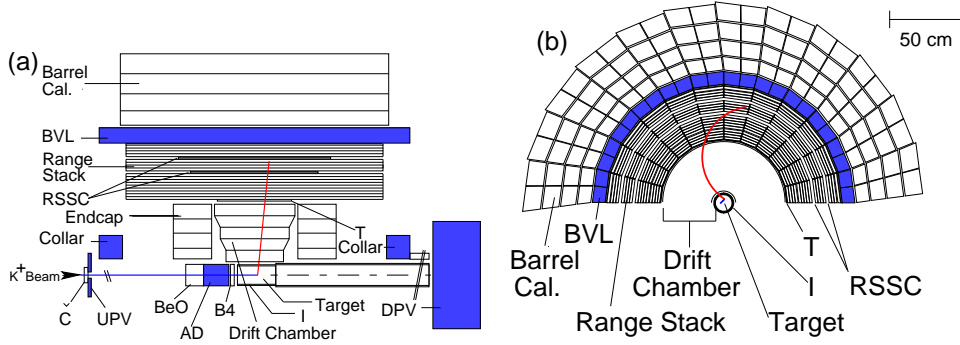 (a)
Barrel
Cal.
BVL
Range
Stack
RSSC
Endcap
T
Collar
Collar
K+ Beam
Č
UPV
BeO
AD
B4
I
Target
Drift Chamber
DPV
(b)
50 cm
BVL
Barrel
Cal.
Drift
Chamber
Range Stack
T
I
RSSC
Target